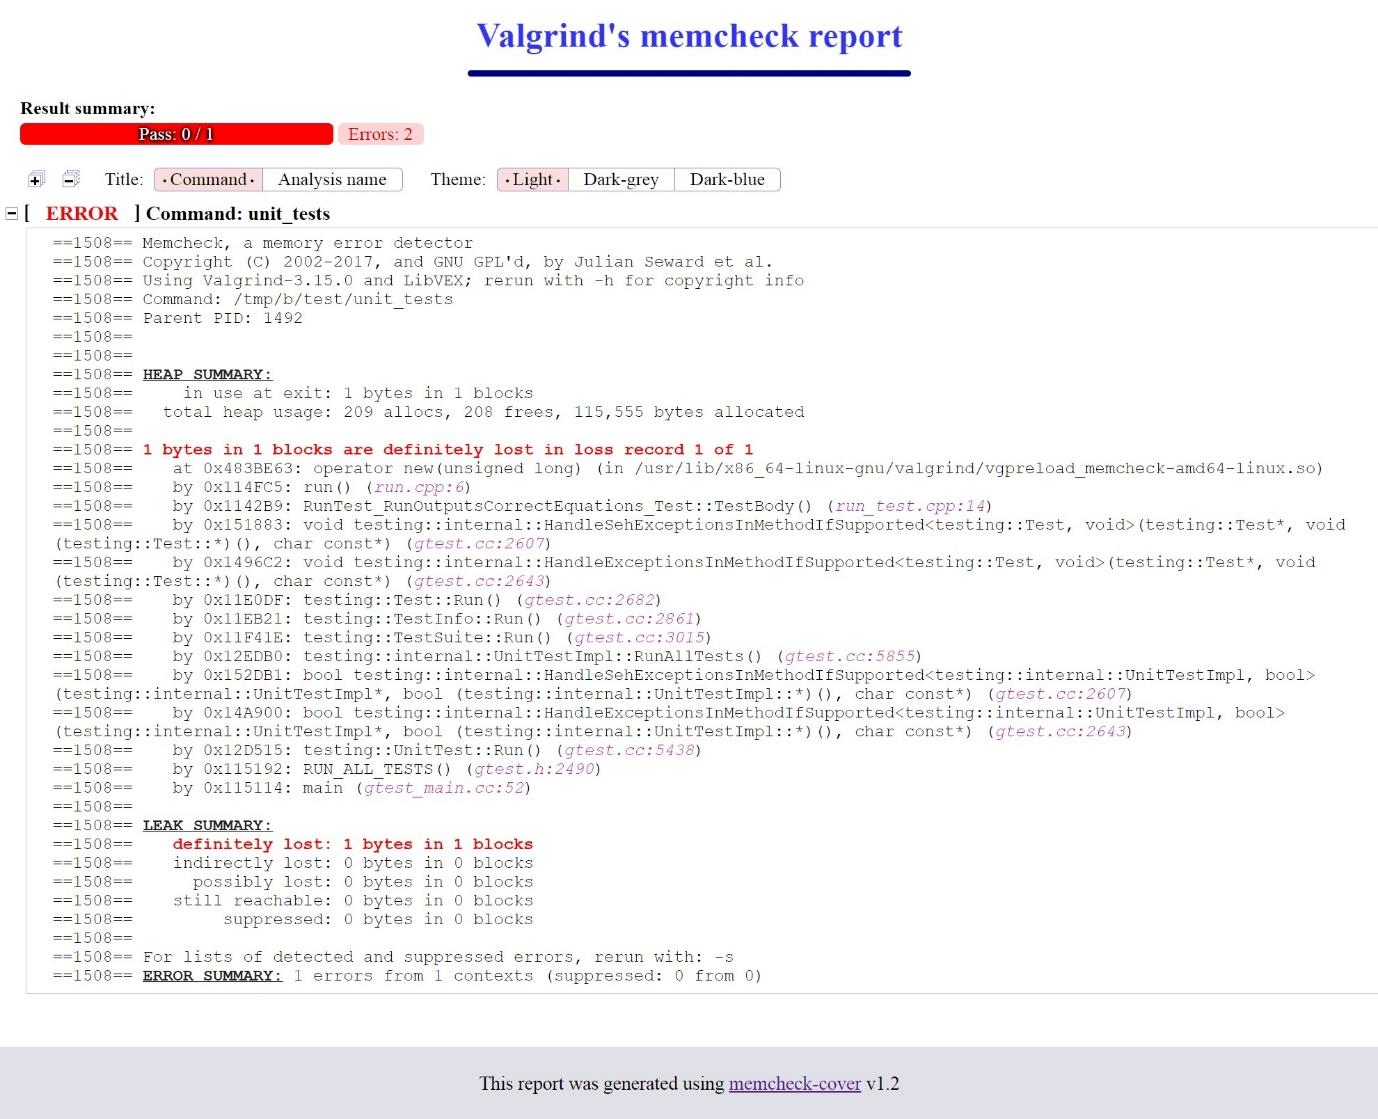 Valgrind's memcheck report
Result summary:
Pass: 0 / 1 Errors: 2
Title: · Command · Analysis name Theme: · Light · Dark-grey Dark-blue
[ ERROR ] Command: unit_tests
==1508== Memcheck, a memory error detector
==1508== Copyright (C) 2002-2017, and GNU GPL'd, by Julian Seward et al.
==1508== Using Valgrind-3.15.0 and LibVEX; rerun with -h for copyright info
==1508== Command: /tmp/b/test/unit_tests
==1508== Parent PID: 1492
==1508==
==1508==
==1508== HEAP SUMMARY:
==1508==     in use at exit: 1 bytes in 1 blocks
==1508==   total heap usage: 209 allocs, 208 frees, 115,555 bytes allocated
==1508==
==1508== 1 bytes in 1 blocks are definitely lost in loss record 1 of 1
==1508==    at 0x483BE63: operator new(unsigned long) (in /usr/lib/x86_64-linux-gnu/valgrind/vgpreload_memcheck-amd64-linux.so)
==1508==    by 0x114FC5: run() (run.cpp:6)
==1508==    by 0x1142B9: RunTest_RunOutputsCorrectEquations_Test::TestBody() (run_test.cpp:14)
==1508==    by 0x151883: void testing::internal::HandleSehExceptionsInMethodIfSupported<testing::Test, void>(testing::Test*, void
(testing::Test::*)(), char const*) (gtest.cc:2607)
==1508==    by 0x1496C2: void testing::internal::HandleExceptionsInMethodIfSupported<testing::Test, void>(testing::Test*, void
(testing::Test::*)(), char const*) (gtest.cc:2643)
==1508==    by 0x11E0DF: testing::Test::Run() (gtest.cc:2682)
==1508==    by 0x11EB21: testing::TestInfo::Run() (gtest.cc:2861)
==1508==    by 0x11F41E: testing::TestSuite::Run() (gtest.cc:3015)
==1508==    by 0x12EDB0: testing::internal::UnitTestImpl::RunAllTests() (gtest.cc:5855)
==1508==    by 0x152DB1: bool testing::internal::HandleSehExceptionsInMethodIfSupported<testing::internal::UnitTestImpl, bool>
(testing::internal::UnitTestImpl*, bool (testing::internal::UnitTestImpl::*)(), char const*) (gtest.cc:2607)
==1508==    by 0x14A900: bool testing::internal::HandleExceptionsInMethodIfSupported<testing::internal::UnitTestImpl, bool>
(testing::internal::UnitTestImpl*, bool (testing::internal::UnitTestImpl::*)(), char const*) (gtest.cc:2643)
==1508==    by 0x12D515: testing::UnitTest::Run() (gtest.cc:5438)
==1508==    by 0x115192: RUN_ALL_TESTS() (gtest.h:2490)
==1508==    by 0x115114: main (gtest_main.cc:52)
==1508==
==1508== LEAK SUMMARY:
==1508==    definitely lost: 1 bytes in 1 blocks
==1508==    indirectly lost: 0 bytes in 0 blocks
==1508==      possibly lost: 0 bytes in 0 blocks
==1508==    still reachable: 0 bytes in 0 blocks
==1508==         suppressed: 0 bytes in 0 blocks
==1508==
==1508== For lists of detected and suppressed errors, rerun with: -s
==1508== ERROR SUMMARY: 1 errors from 1 contexts (suppressed: 0 from 0)
This report was generated using memcheck-cover v1.2